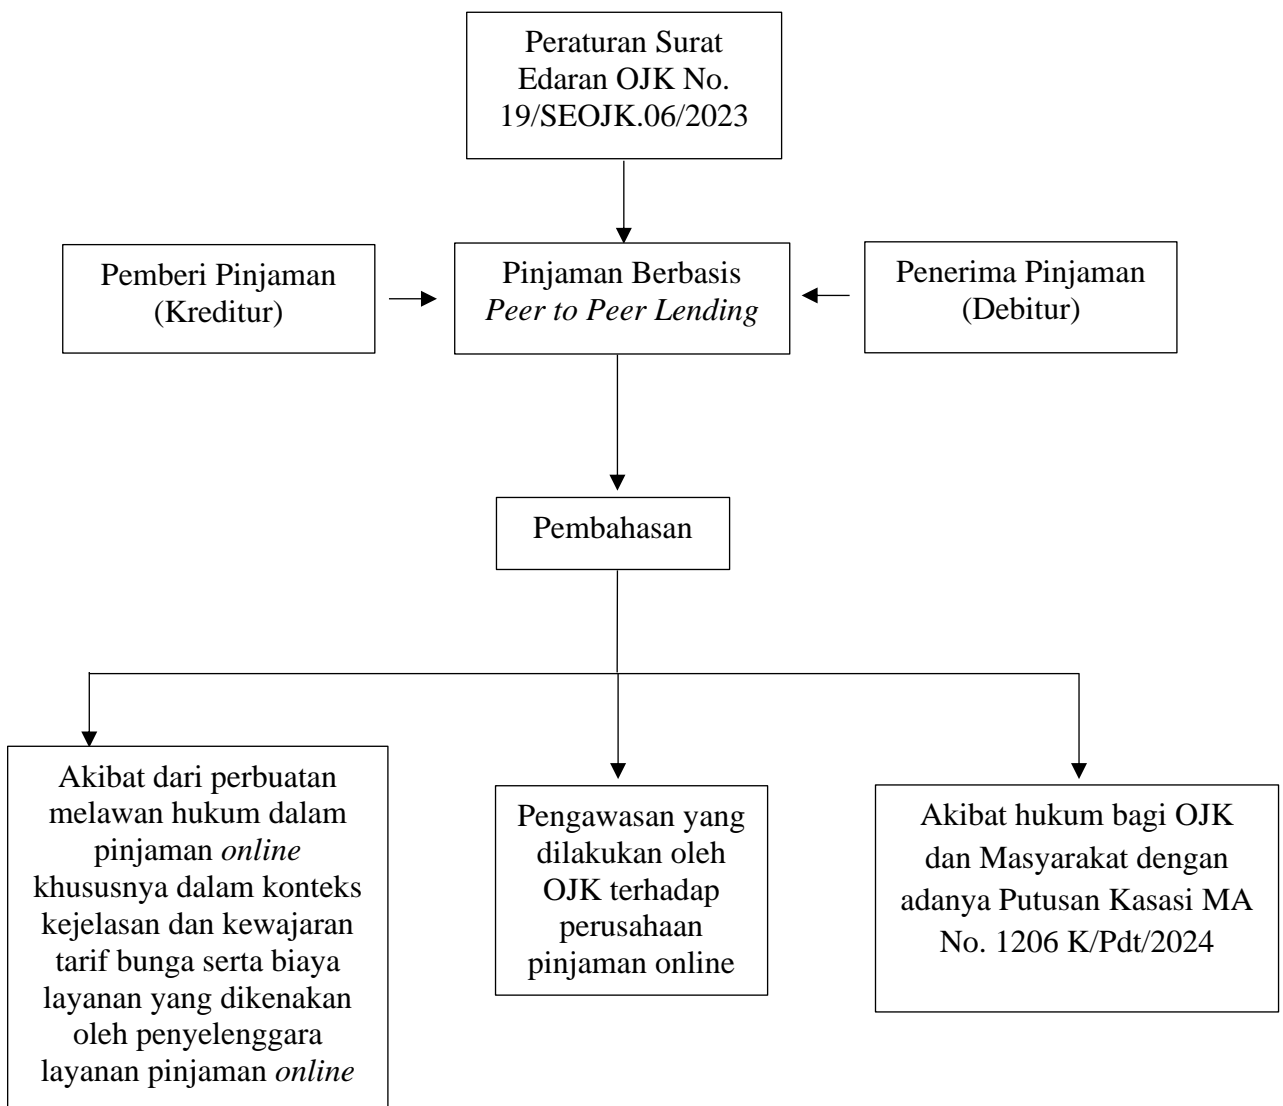 Peraturan Surat
Edaran OJK No.
19/SEOJK.06/2023
Pemberi Pinjaman
(Kreditur)
Pinjaman Berbasis
Peer to Peer Lending
Penerima Pinjaman
(Debitur)
Pembahasan
Akibat dari perbuatan
melawan hukum dalam
pinjaman online
khususnya dalam konteks
kejelasan dan kewajaran
tarif bunga serta biaya
layanan yang dikenakan
oleh penyelenggara
layanan pinjaman online
Pengawasan yang
dilakukan oleh
OJK terhadap
perusahaan
pinjaman online
Akibat hukum bagi OJK
dan Masyarakat dengan
adanya Putusan Kasasi MA
No. 1206 K/Pdt/2024